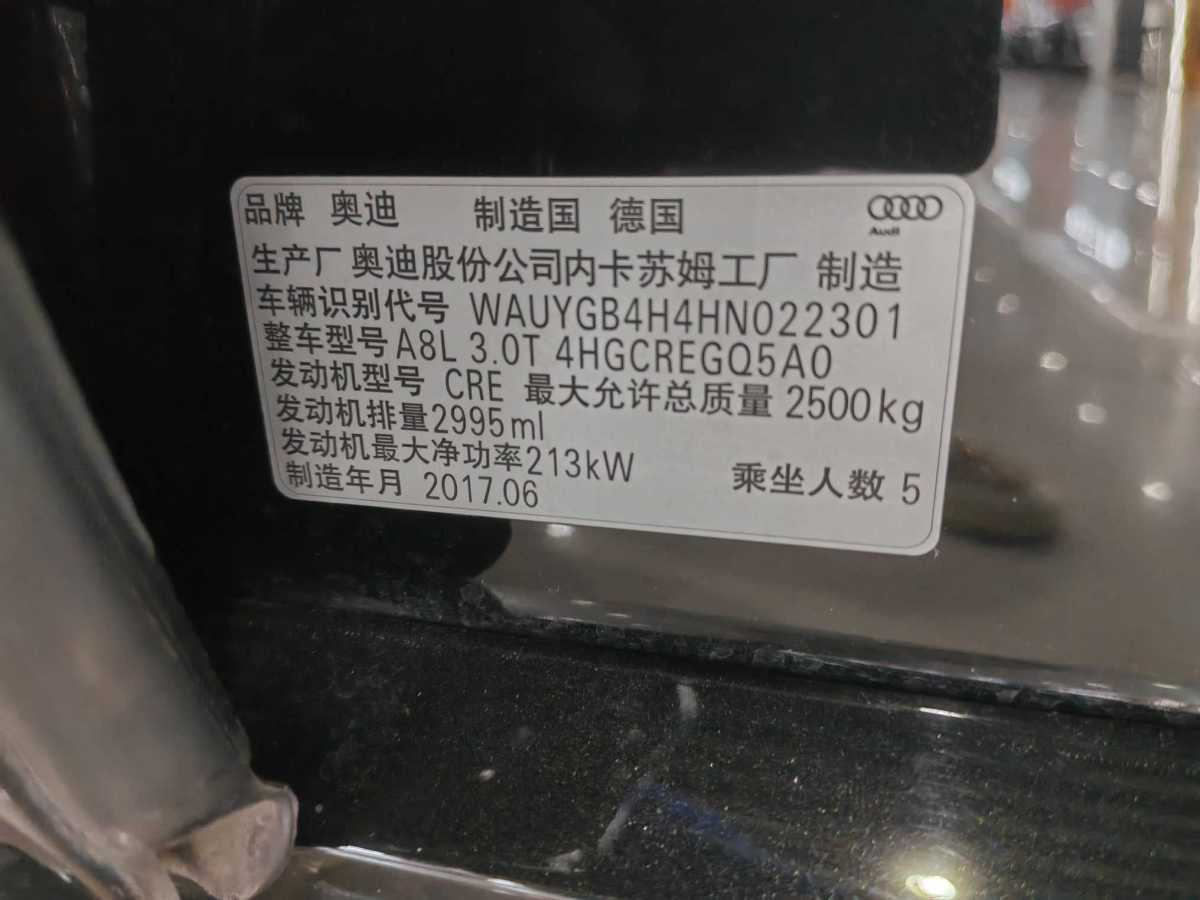 品牌 奥迪 制造国 德国
Audi
生产厂 奥迪股份公司内卡苏姆工厂 制造
车辆识别代号 WAUYGB4H4HN022301
整车型号 A8L 3.0T 4HGCREGQ5A0
发动机型号 CRE 最大允许总质量 2500kg
发动机排量2995ml
发动机最大净功率213kW 乘坐人数 5
制造年月 2017.06